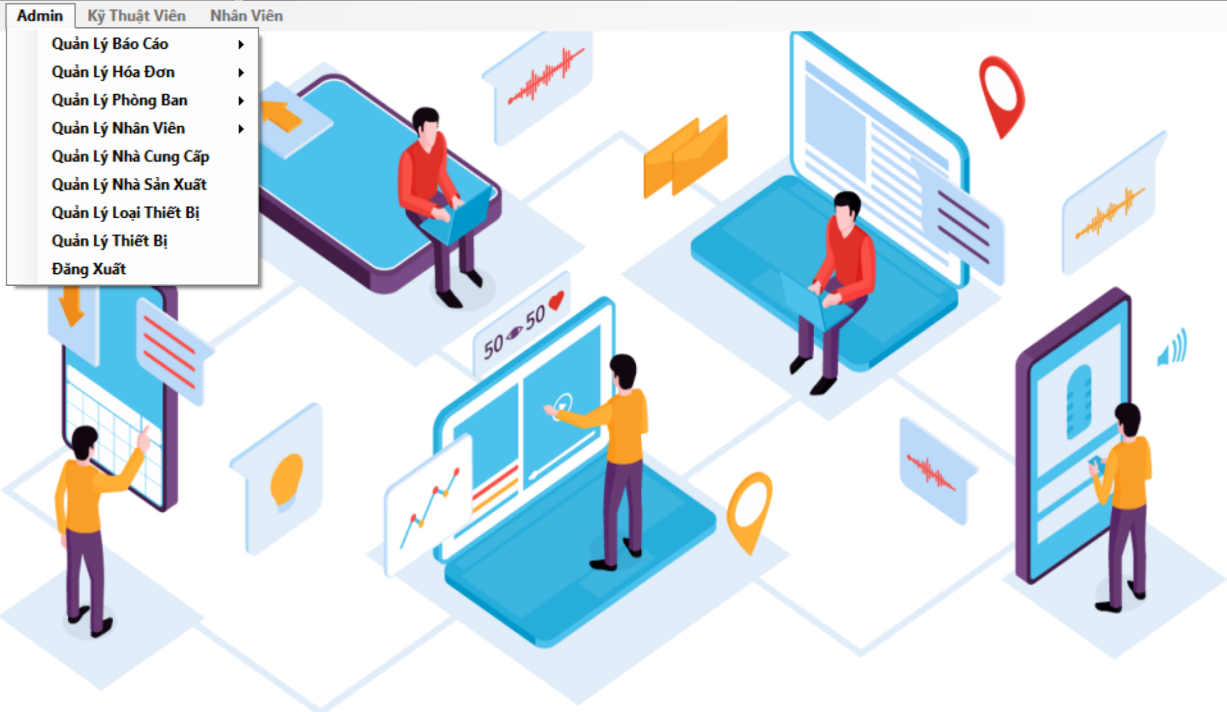 Admin Kỹ Thuật Viên Nhân Viên
Quản Lý Báo Cáo
Quản Lý Hóa Đơn
Quản Lý Phòng Ban
Quản Lý Nhân Viên
Quản Lý Nhà Cung Cấp
Quản Lý Nhà Sản Xuất
Quản Lý Loại Thiết Bị
Quản Lý Thiết Bị
Đăng Xuất
50 50